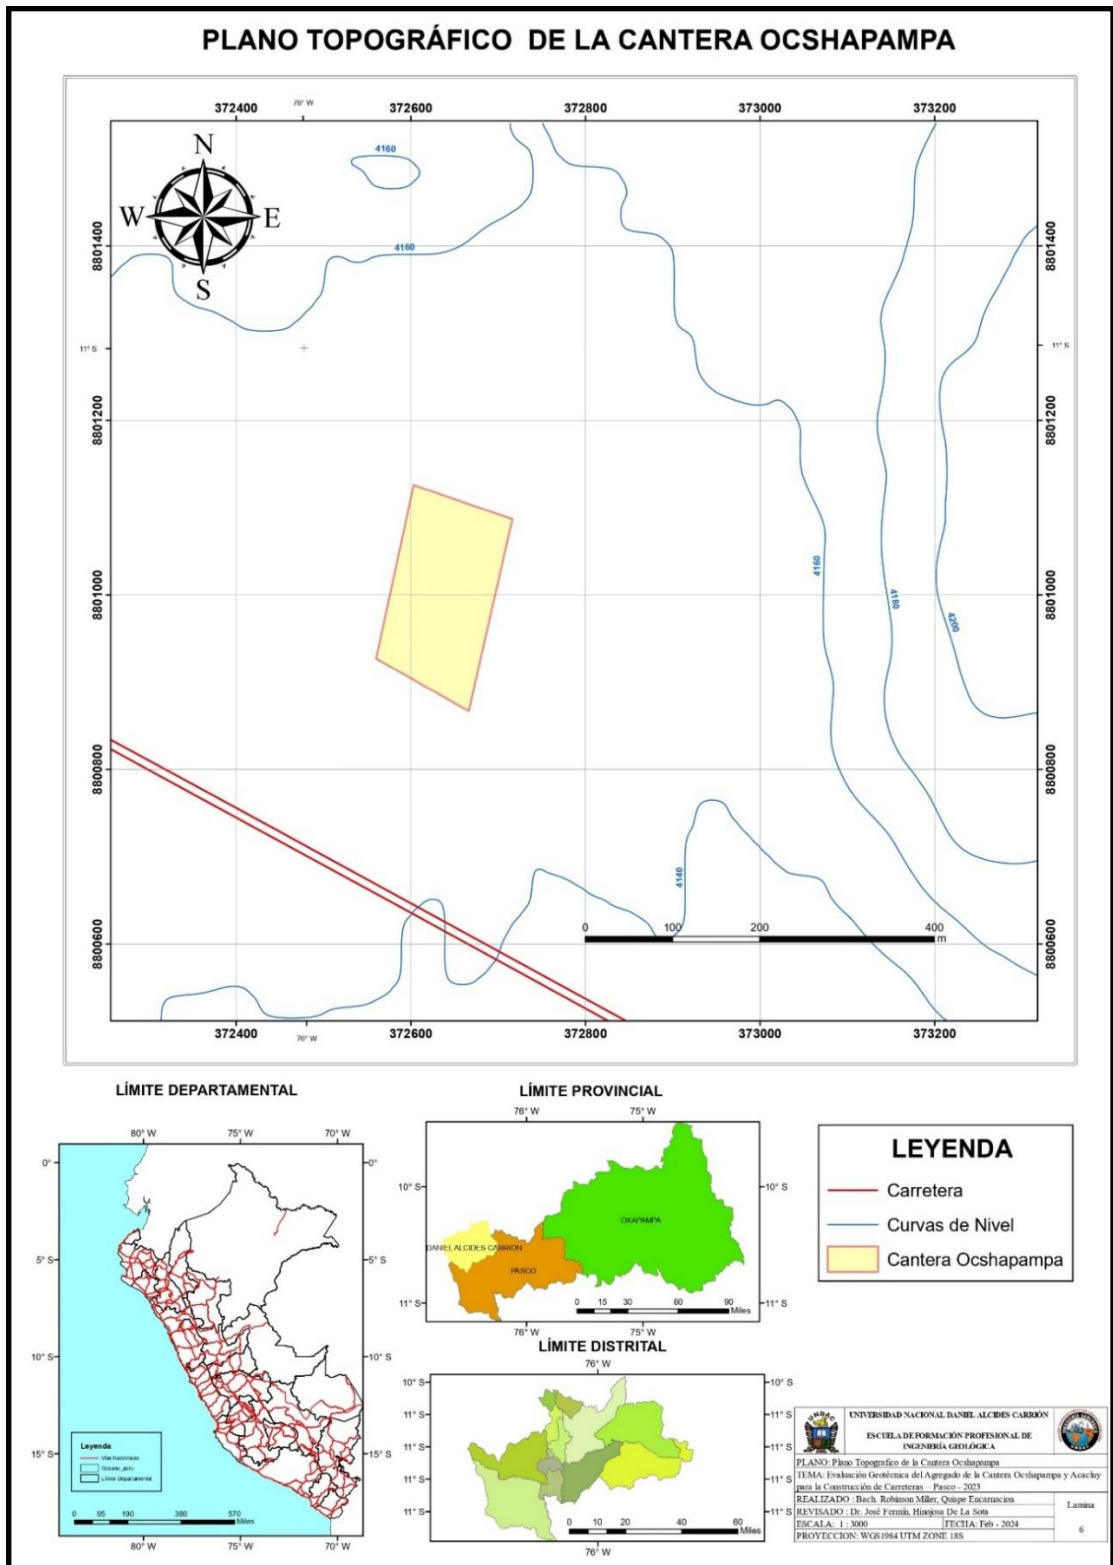 PLANO TOPOGRÁFICO DE LA CANTERA OCSHAPAMPA
372400 76° W 372600 372800 373000 373200
N
W E
S
4160
4160
8801400 8801400
11° S 11° S
8801200 8801200
4160
4180
4200
8801000 8801000
8800800 8800800
4140
0 100 200 400
m
8800600 8800600
372400 76° W 372600 372800 373000 373200
LÍMITE DEPARTAMENTAL
80° W 75° W 70° W
0° 0°
5° S 5° S
10° S 10° S
15° S 15° S
Leyenda
Vias Nacionales
Oceano_peru
Límite Departamental
0 95 190 380 570
Miles
80° W 75° W 70° W
LÍMITE PROVINCIAL
76° W 75° W
10° S 10° S
OXAPAMPA
DANIEL ALCIDES CARRION
PASCO
0 15 30 60 90
Miles
11° S 11° S
76° W 75° W
LÍMITE DISTRITAL
76° W
10° S 10° S
11° S 11° S
11° S 11° S
11° S 11° S
11° S 11° S
0 10 20 40 60
Miles
76° W
LEYENDA
Carretera
Curvas de Nivel
Cantera Ocshapampa
UNDAC
UNIVERSIDAD NACIONAL DANIEL ALCIDES CARRIÓN
ESCUELA DE FORMACIÓN PROFESIONAL DE
INGENIERÍA GEOLÓGICA
PLANO: Plano Topografico de la Cantera Ocshapampa
TEMA: Evaluación Geotécnica del Agregado de la Cantera Ocshapampa y Acacluy
para la Construcción de Carreteras – Pasco - 2023
REALIZADO : Bach. Robinson Miller, Quispe Encarnacion
REVISADO : Dr. José Fermín, Hinojosa De La Sota
ESCALA: 1 : 3000 FECHA: Feb - 2024
PROYECCION: WGS1984 UTM ZONE 18S
Lamina
6